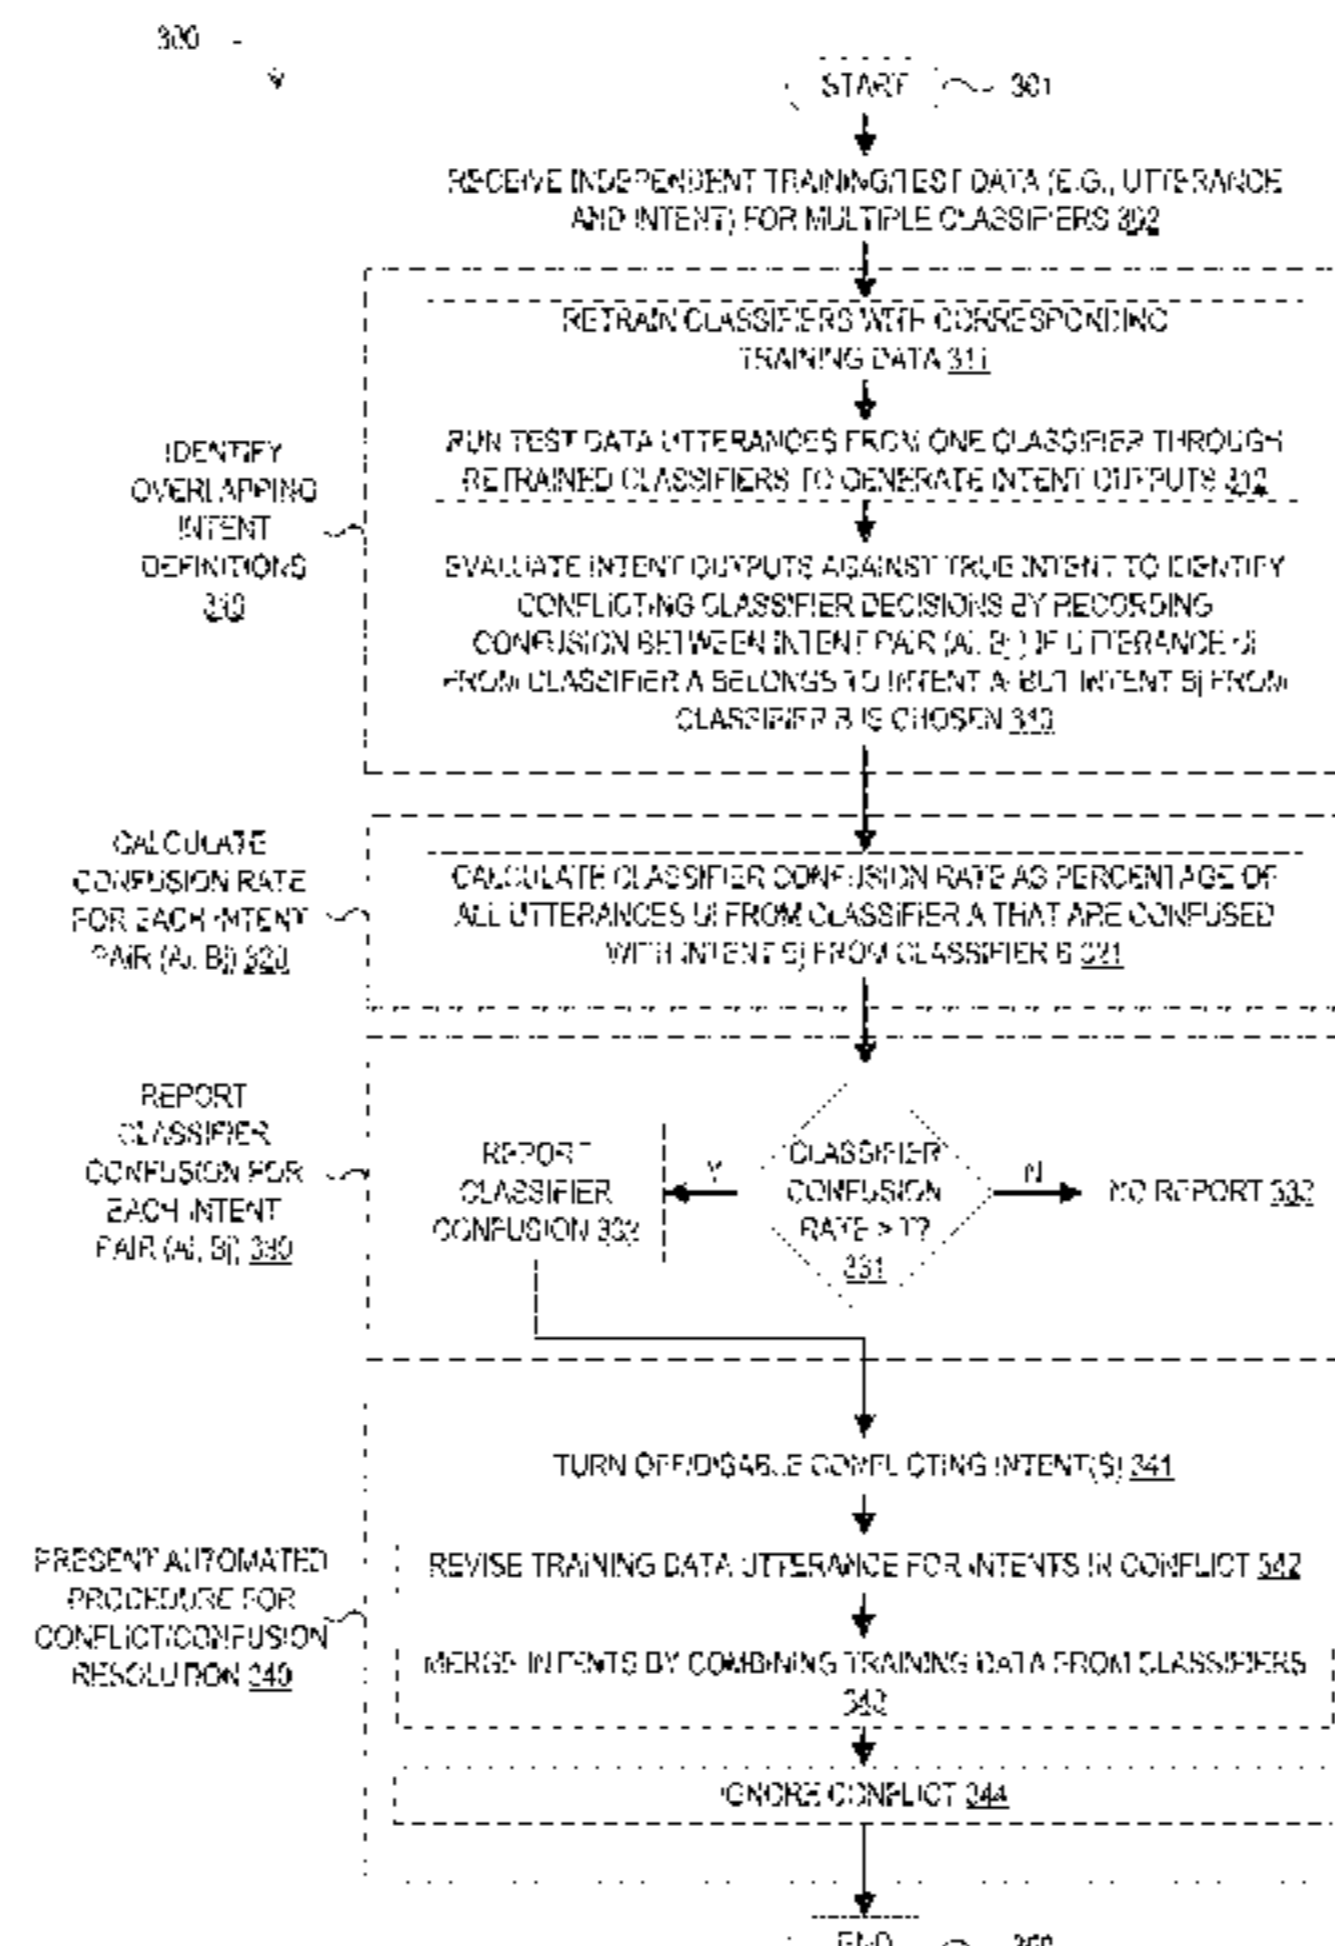 300
START 301
RECEIVE INDEPENDENT TRAINING/TEST DATA (E.G., UTTERANCE
AND INTENT) FOR MULTIPLE CLASSIFIERS 302
RETRAIN CLASSIFIERS WITH CORRESPONDING
TRAINING DATA 311
RUN TEST DATA UTTERANCES FROM ONE CLASSIFIER THROUGH
RETRAINED CLASSIFIERS TO GENERATE INTENT OUTPUTS 312
IDENTIFY
OVERLAPPING
INTENT
DEFINITIONS
310
EVALUATE INTENT OUTPUTS AGAINST TRUE INTENT TO IDENTIFY
CONFLICTING CLASSIFIER DECISIONS BY RECORDING
CONFUSION BETWEEN INTENT PAIR (Ai, Bj) IF UTTERANCE Ui
FROM CLASSIFIER A BELONGS TO INTENT Ai BUT INTENT Bj FROM
CLASSIFIER B IS CHOSEN 313
CALCULATE
CONFUSION RATE
FOR EACH INTENT
PAIR (Ai, Bj) 320
CALCULATE CLASSIFIER CONFUSION RATE AS PERCENTAGE OF
ALL UTTERANCES Ui FROM CLASSIFIER A THAT ARE CONFUSED
WITH INTENT Bj FROM CLASSIFIER B 321
REPORT
CLASSIFIER
CONFUSION FOR
EACH INTENT
PAIR (Ai, Bj) 330
REPORT
CLASSIFIER
CONFUSION 333
Y
CLASSIFIER
CONFUSION
RATE > T?
331
N
NO REPORT 332
TURN OFF/DISABLE CONFLICTING INTENT(S) 341
REVISE TRAINING DATA UTTERANCE FOR INTENTS IN CONFLICT 342
PRESENT AUTOMATED
PROCEDURE FOR
CONFLICT/CONFUSION
RESOLUTION 340
MERGE INTENTS BY COMBINING TRAINING DATA FROM CLASSIFIERS
343
IGNORE CONFLICT 344
END 350